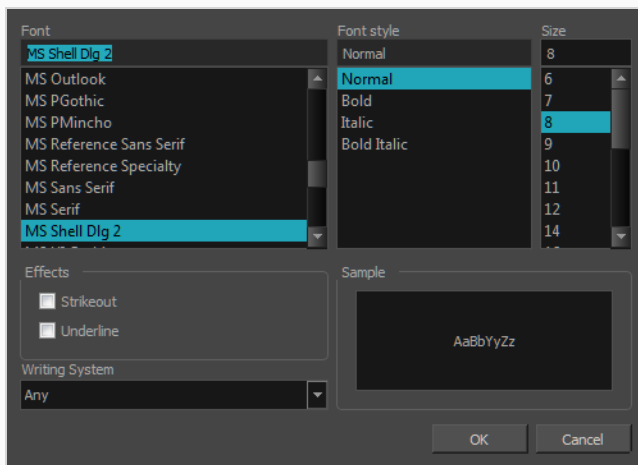 Font
MS Shell Dlg 2
MS Outlook
MS PGothic
MS PMincho
MS Reference Sans Serif
MS Reference Specialty
MS Sans Serif
MS Serif
MS Shell Dlg 2
Font style
Normal
Normal
Bold
Italic
Bold Italic
Size
8
6
7
8
9
10
11
12
14
Effects
Strikeout
Underline
Writing System
Any
Sample
AaBbYyZz
OK
Cancel